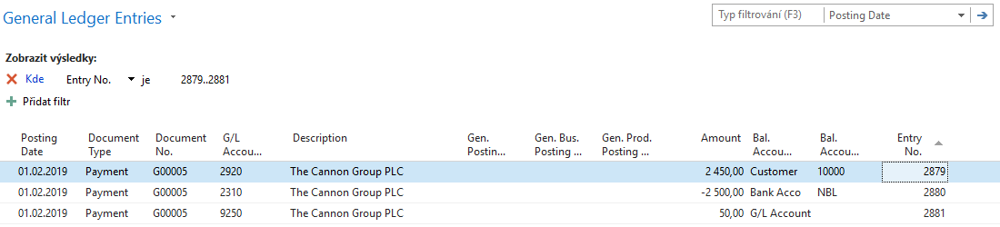 General Ledger Entries
Typ filtrování (F3) Posting Date
Zobrazit výsledky:
Kde Entry No. je 2879..2881
Přidat filtr
Posting Date Document Type Document No. G/L Accou... Description Gen. Postin... Gen. Bus. Posting ... Gen. Prod. Posting ... Amount Bal. Accou... Bal. Accou... Entry No.
01.02.2019 Payment G00005 2920 The Cannon Group PLC 2 450,00 Customer 10000 2879
01.02.2019 Payment G00005 2310 The Cannon Group PLC -2 500,00 Bank Acco NBL 2880
01.02.2019 Payment G00005 9250 The Cannon Group PLC 50,00 G/L Account 2881